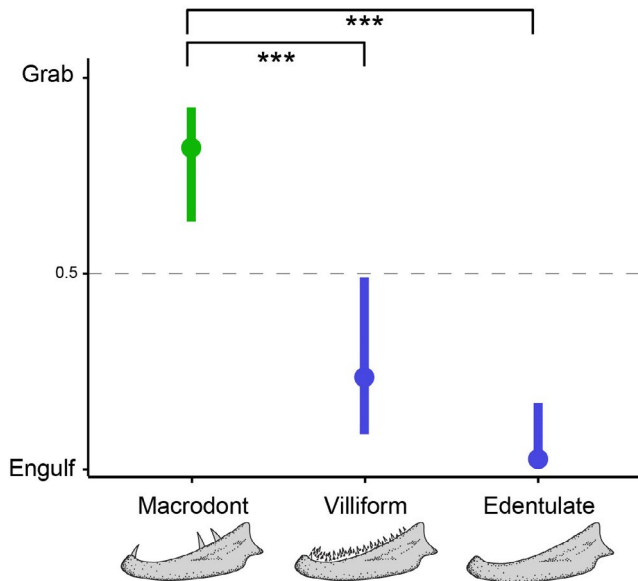 ***
***
Grab
0.5
Engulf
Macrodont Villiform Edentulate